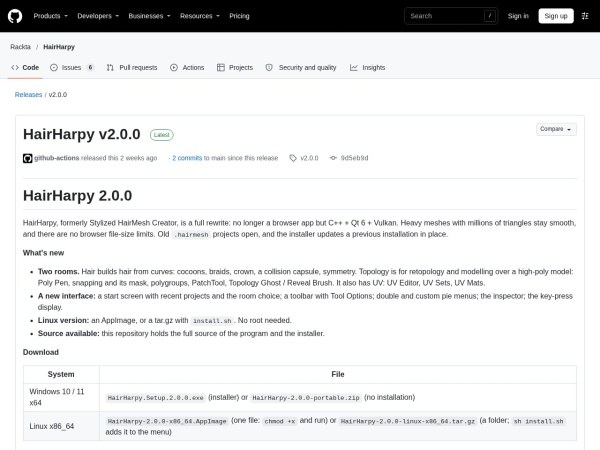 Products Developers Businesses Resources Pricing Search / Sign in Sign up
Rackta / HairHarpy
Code Issues 6 Pull requests Actions Projects Security and quality Insights
Releases / v2.0.0
HairHarpy v2.0.0 Latest Compare
github-actions released this 2 weeks ago · 2 commits to main since this release v2.0.0 9d5eb9d
HairHarpy 2.0.0
HairHarpy, formerly Stylized HairMesh Creator, is a full rewrite: no longer a browser app but C++ + Qt 6 + Vulkan. Heavy meshes with millions of triangles stay smooth,
and there are no browser file-size limits. Old .hairmesh projects open, and the installer updates a previous installation in place.
What's new
• Two rooms. Hair builds hair from curves: cocoons, braids, crown, a collision capsule, symmetry. Topology is for retopology and modelling over a high-poly model:
Poly Pen, snapping and its mask, polygroups, PatchTool, Topology Ghost / Reveal Brush. It also has UV: UV Editor, UV Sets, UV Mats.
• A new interface: a start screen with recent projects and the room choice; a toolbar with Tool Options; double and custom pie menus; the inspector; the key-press
display.
• Linux version: an AppImage, or a tar.gz with install.sh. No root needed.
• Source available: this repository holds the full source of the program and the installer.
Download
System File
Windows 10 / 11
x64
HairHarpy.Setup.2.0.0.exe (installer) or HairHarpy-2.0.0-portable.zip (no installation)
Linux x86_64
HairHarpy-2.0.0-x86_64.AppImage (one file: chmod +x and run) or HairHarpy-2.0.0-linux-x86_64.tar.gz (a folder; sh install.sh
adds it to the menu)